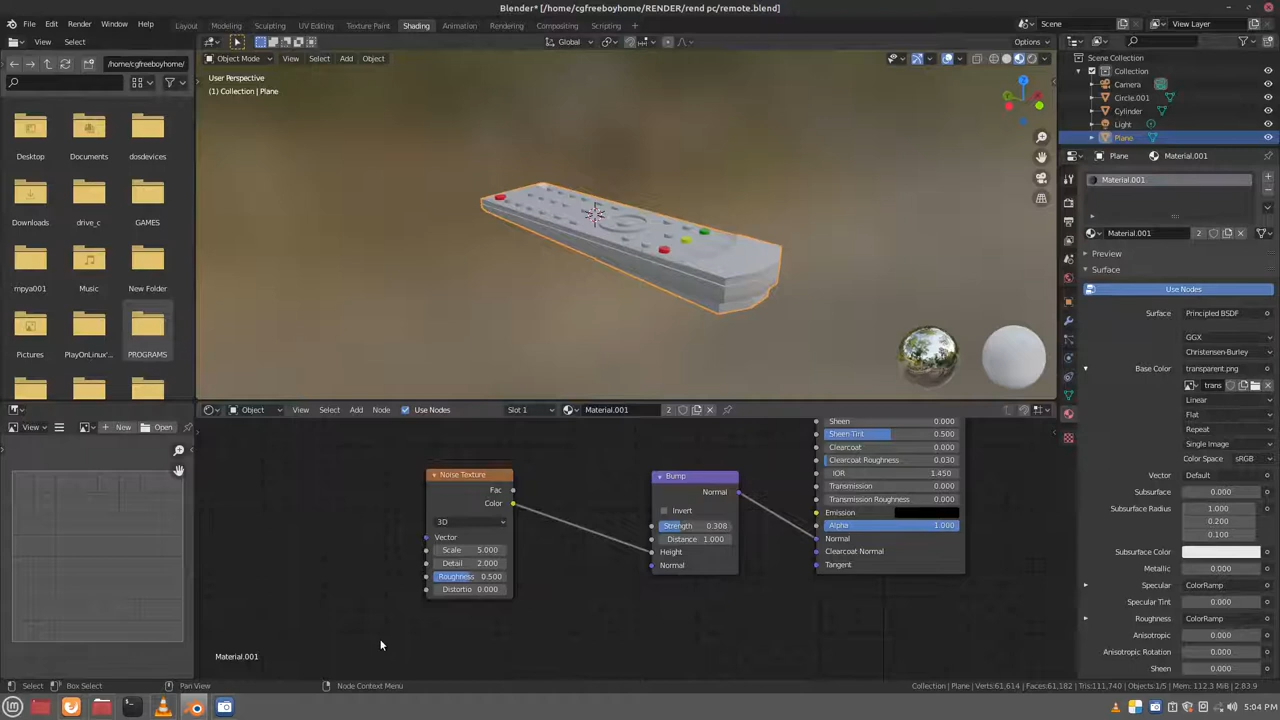 Blender* [/home/cgfreeboyhome/RENDER/rend pc/remote.blend]
File Edit Render Window Help Layout Modeling Sculpting UV Editing Texture Paint Shading Animation Rendering Compositing Scripting Scene View Layer
View Select Global Options
/home/cgfreeboyhome/ Object Mode View Select Add Object
User Perspective
(1) Collection | Plane
Desktop Documents dosdevices
Downloads drive_c GAMES
mpya001 Music New Folder
Pictures PlayOnLinux' PROGRAMS
Scene Collection
Collection
Camera
Circle.001
Cylinder
Light
Plane
Plane Material.001
Material.001
Material.001 2
Preview
Surface
Use Nodes
Surface Principled BSDF
GGX
Christensen-Burley
Base Color transparent.png
trans
Linear
Flat
Repeat
Single Image
Color Space sRGB
Vector Default
Subsurface 0.000
Subsurface Radius 1.000
0.200
0.100
Subsurface Color
Metallic 0.000
Specular ColorRamp
Specular Tint 0.000
Roughness ColorRamp
Anisotropic 0.000
Anisotropic Rotation 0.000
Sheen 0.000
View New Open
Object View Select Add Node Use Nodes Slot 1 Material.001 2
Noise Texture
Fac
Color
3D
Vector
Scale 5.000
Detail 2.000
Roughness 0.500
Distortio 0.000
Bump
Normal
Invert
Strength 0.308
Distance 1.000
Height
Normal
Sheen 0.000
Sheen Tint 0.500
Clearcoat 0.000
Clearcoat Roughness 0.030
IOR 1.450
Transmission 0.000
Transmission Roughness 0.000
Emission
Alpha 1.000
Normal
Clearcoat Normal
Tangent
Material.001
Select Box Select Pan View Node Context Menu Collection | Plane | Verts:61,614 | Faces:61,182 | Tris:111,740 | Objects:1/5 | Mem: 112.3 MiB | 2.83.9
5:04 PM